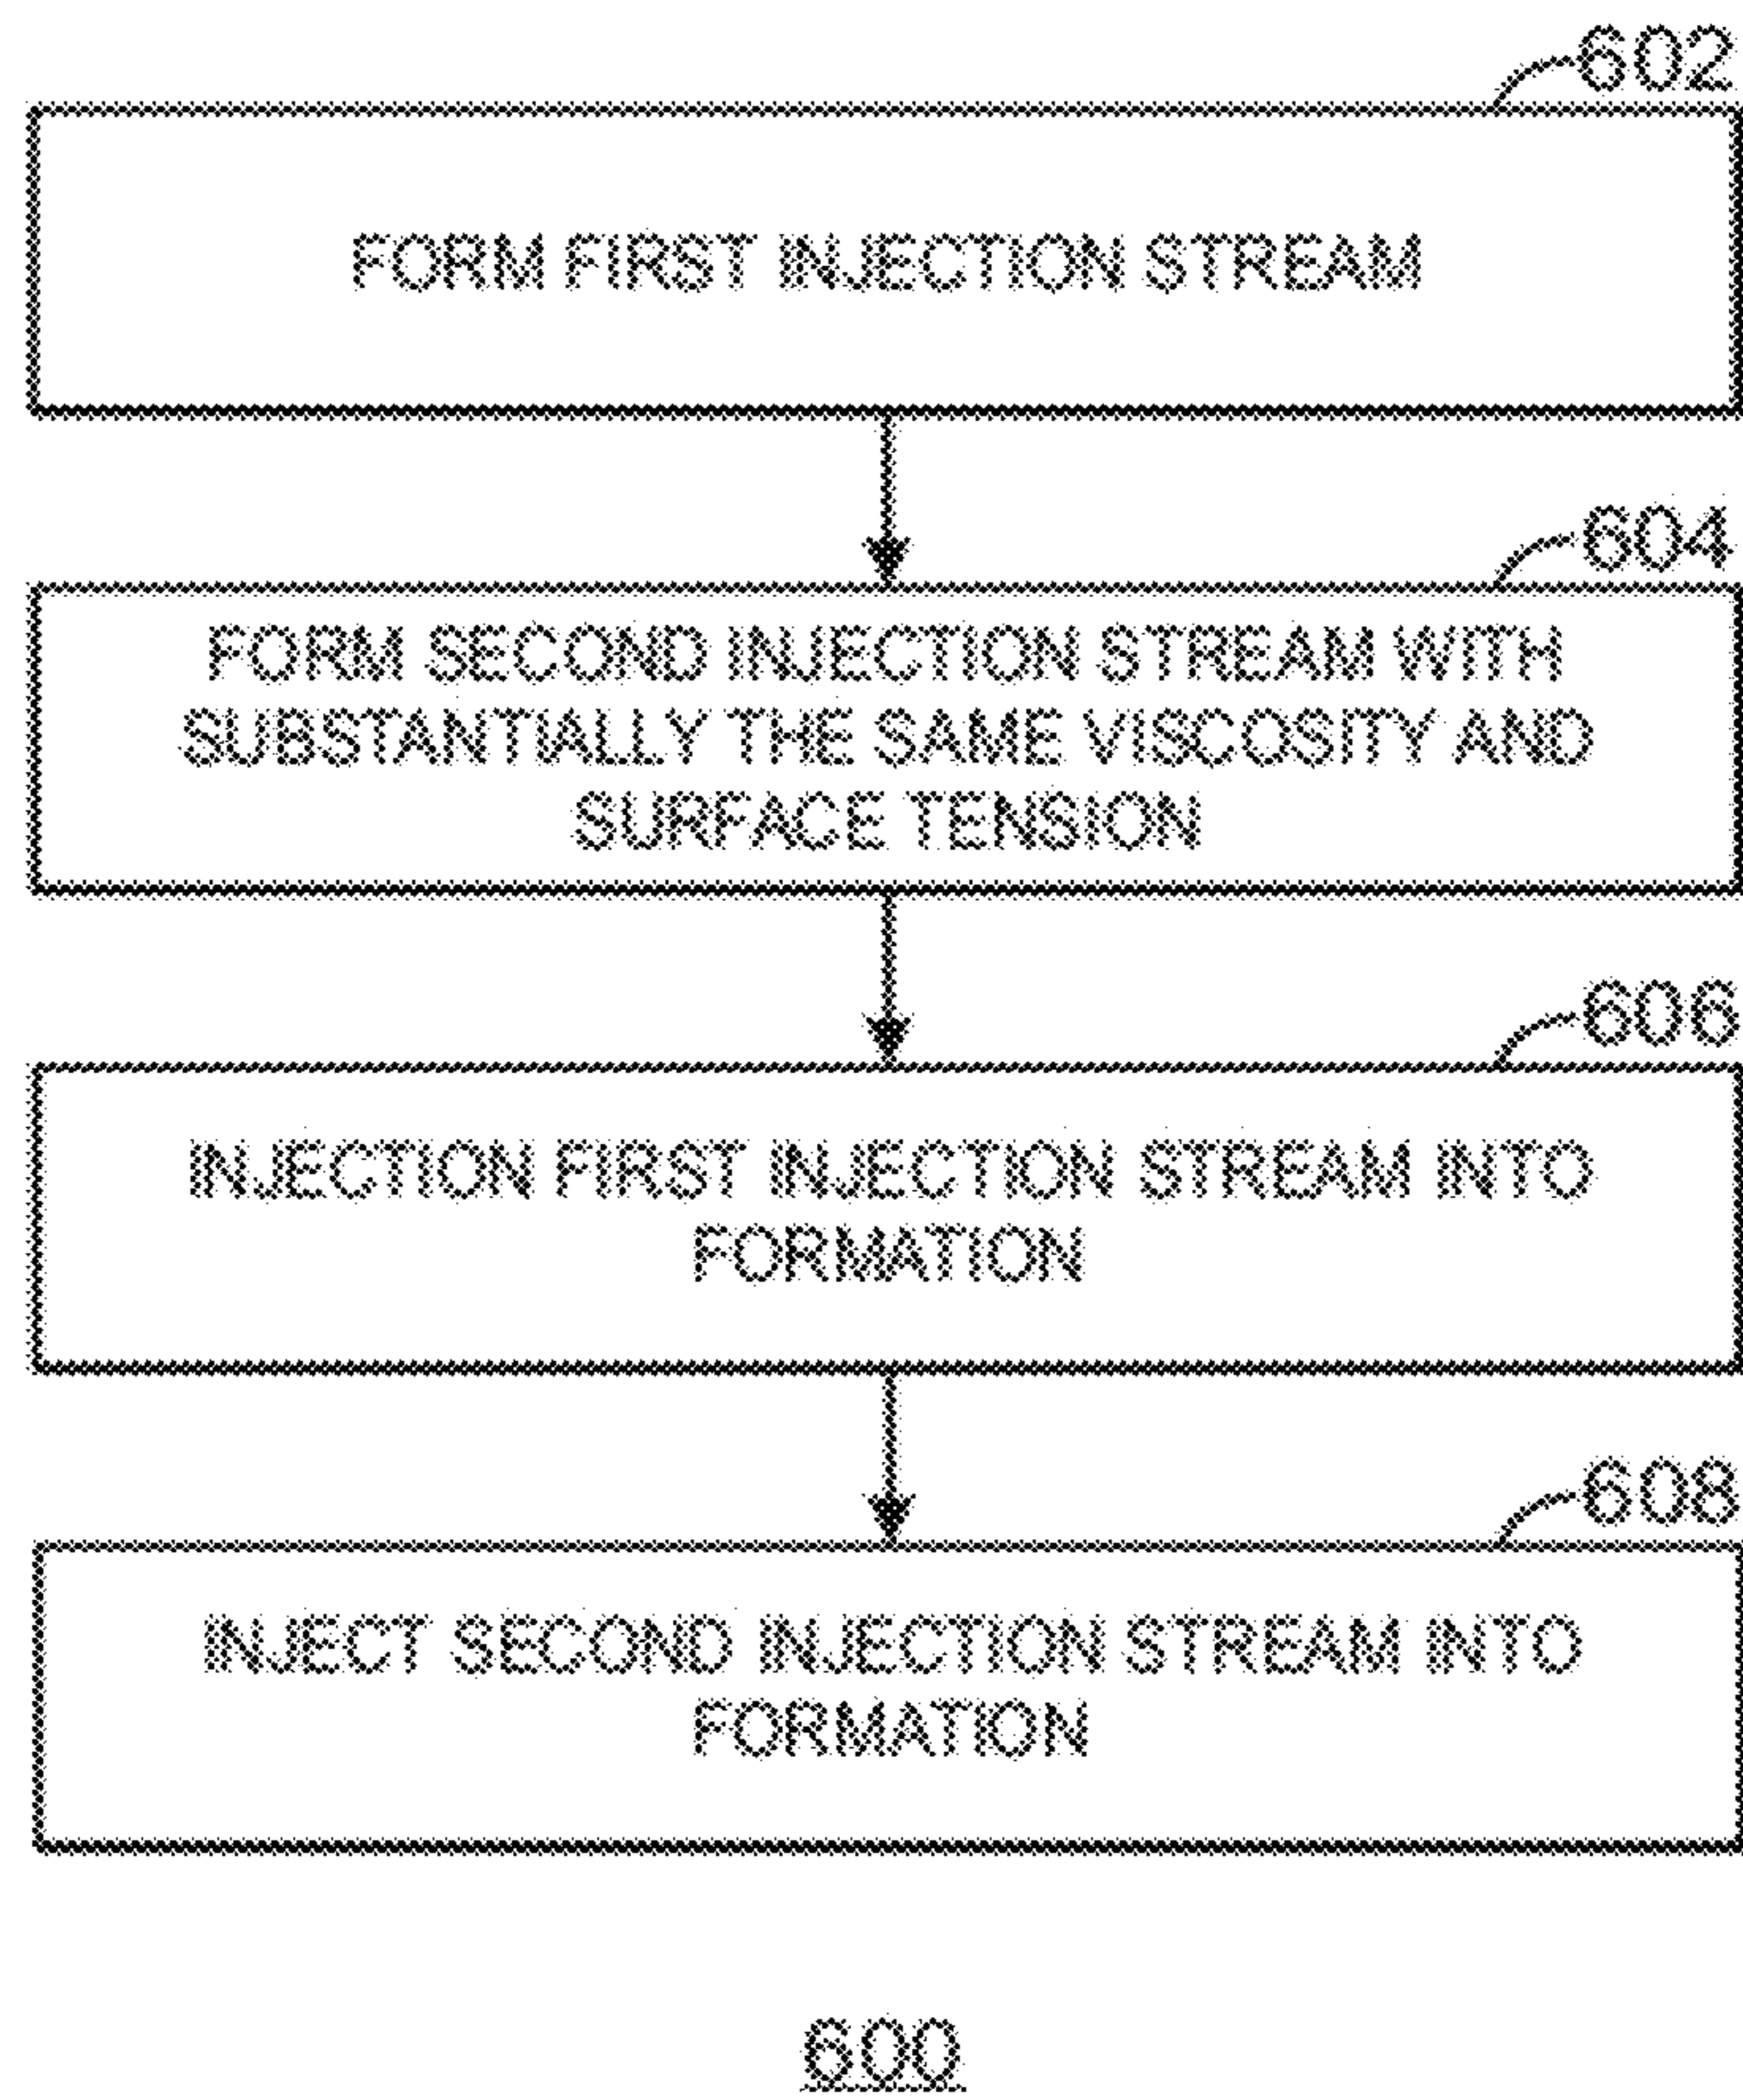 602
FORM FIRST INJECTION STREAM
604
FORM SECOND INJECTION STREAM WITH
SUBSTANTIALLY THE SAME VISCOSITY AND
SURFACE TENSION
606
INJECTION FIRST INJECTION STREAM INTO
FORMATION
608
INJECT SECOND INJECTION STREAM INTO
FORMATION
600